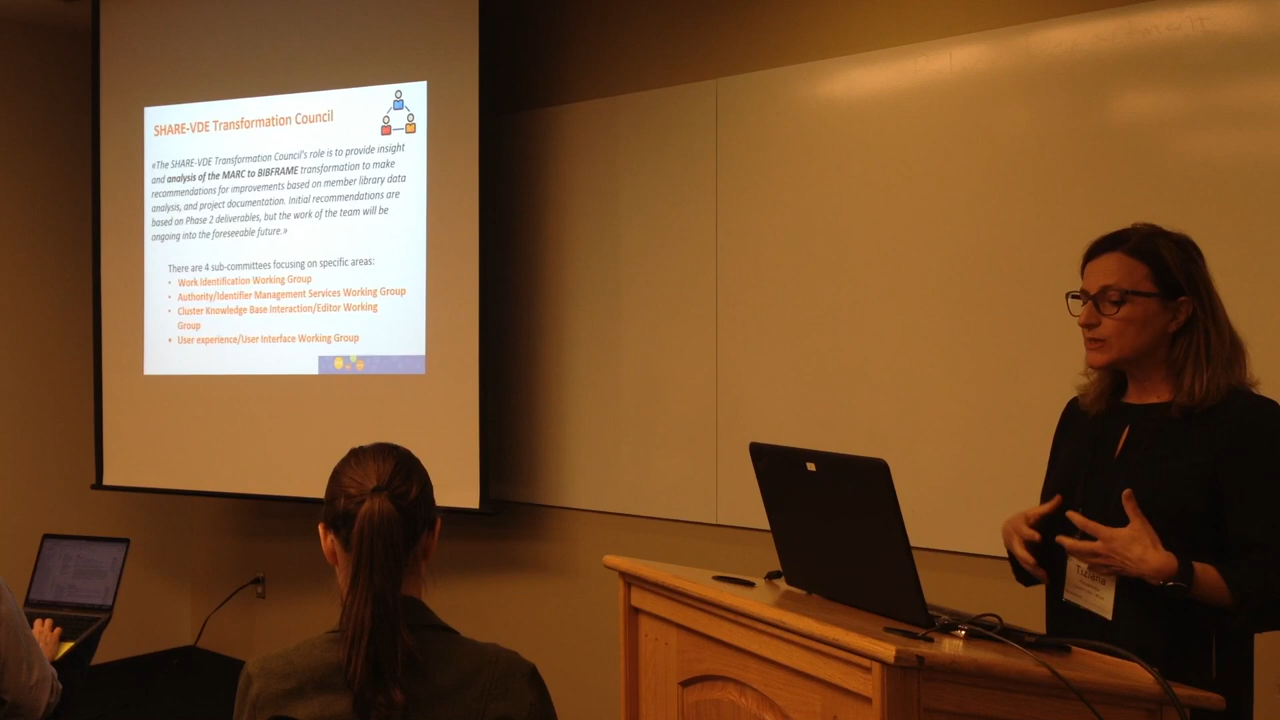 SHARE-VDE Transformation Council
«The SHARE-VDE Transformation Council's role is to provide insight
and analysis of the MARC to BIBFRAME transformation to make
recommendations for improvements based on member library data
analysis, and project documentation. Initial recommendations are
based on Phase 2 deliverables, but the work of the team will be
ongoing into the foreseeable future.»
There are 4 sub-committees focusing on specific areas:
• Work Identification Working Group
• Authority/Identifier Management Services Working Group
• Cluster Knowledge Base Interaction/Editor Working
Group
• User experience/User Interface Working Group
Tiziana